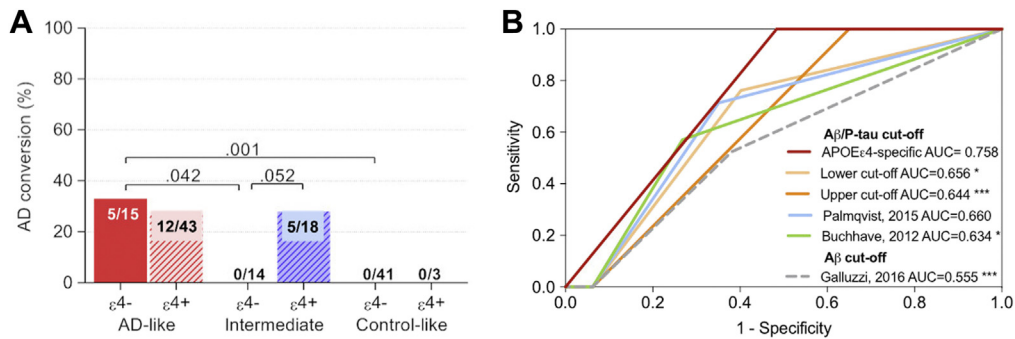 A
AD conversion (%)
100
80
60
40
20
0
.001
.042
.052
5/15
12/43
0/14
5/18
0/41
0/3
ε4-
ε4+
ε4-
ε4+
ε4-
ε4+
AD-like
Intermediate
Control-like
B
Sensitivity
1.0
0.8
0.6
0.4
0.2
0.0
Aβ/P-tau cut-off
APOEε4-specific AUC= 0.758
Lower cut-off AUC=0.656 *
Upper cut-off AUC=0.644 ***
Palmqvist, 2015 AUC=0.660
Buchhave, 2012 AUC=0.634 *
Aβ cut-off
Galluzzi, 2016 AUC=0.555 ***
0.0
0.2
0.4
0.6
0.8
1.0
1 - Specificity